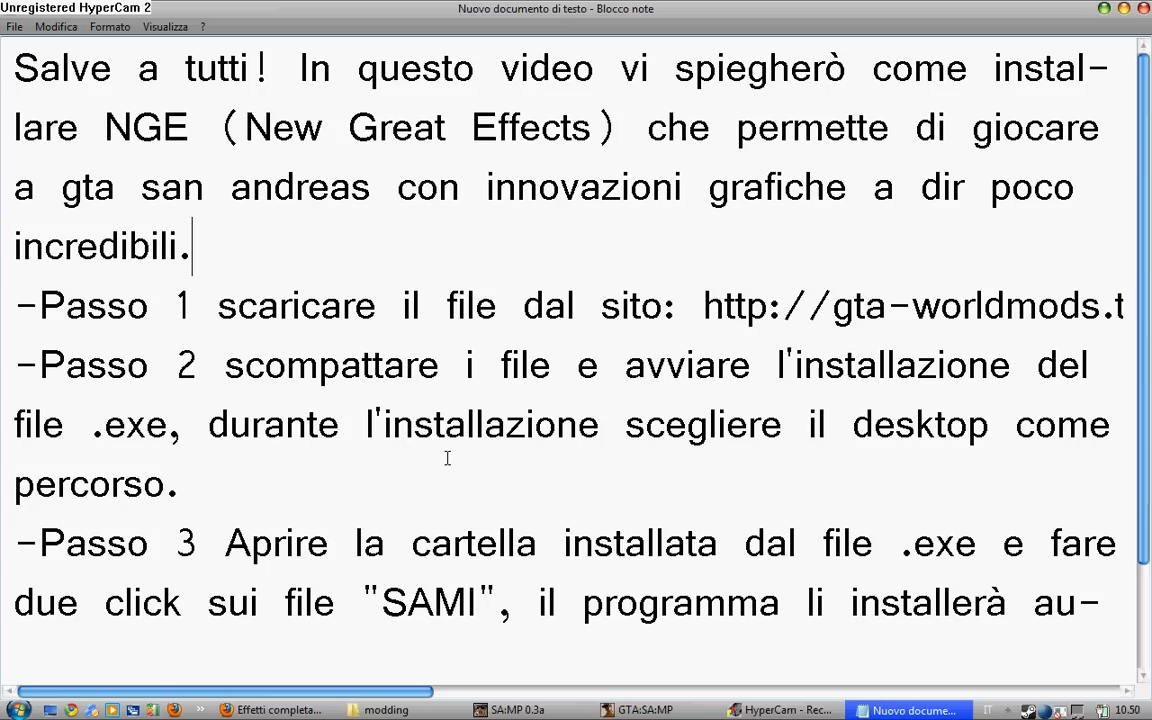 Unregistered HyperCam 2
Nuovo documento di testo - Blocco note
File Modifica Formato Visualizza ?
Salve a tutti! In questo video vi spiegherò come instal-
lare NGE (New Great Effects) che permette di giocare
a gta san andreas con innovazioni grafiche a dir poco
incredibili.
-Passo 1 scaricare il file dal sito: http://gta-worldmods.t
-Passo 2 scompattare i file e avviare l'installazione del
file .exe, durante l'installazione scegliere il desktop come
percorso.
-Passo 3 Aprire la cartella installata dal file .exe e fare
due click sui file "SAMI", il programma li installerà au-
Effetti completa... modding SA:MP 0.3a GTA:SA:MP HyperCam - Rec... Nuovo docume... IT 10.50